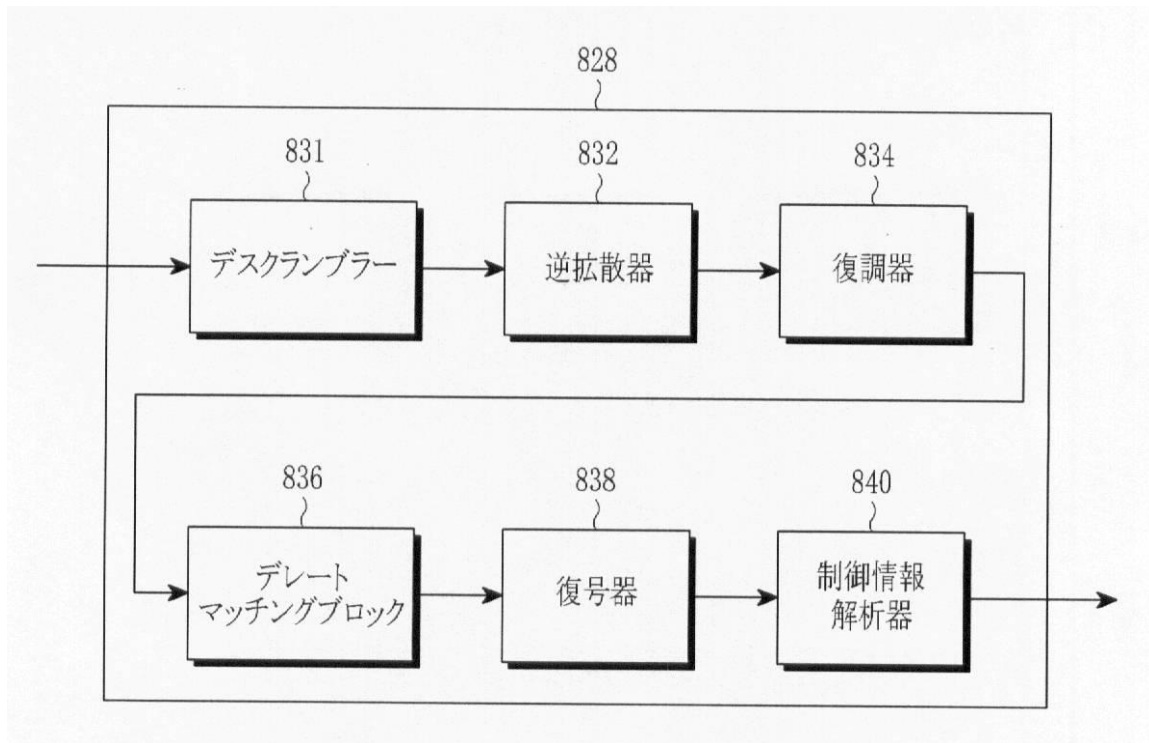 828
831
832
834
デスクランブラー
逆拡散器
復調器
836
838
840
デレート
マッチングブロック
復号器
制御情報
解析器